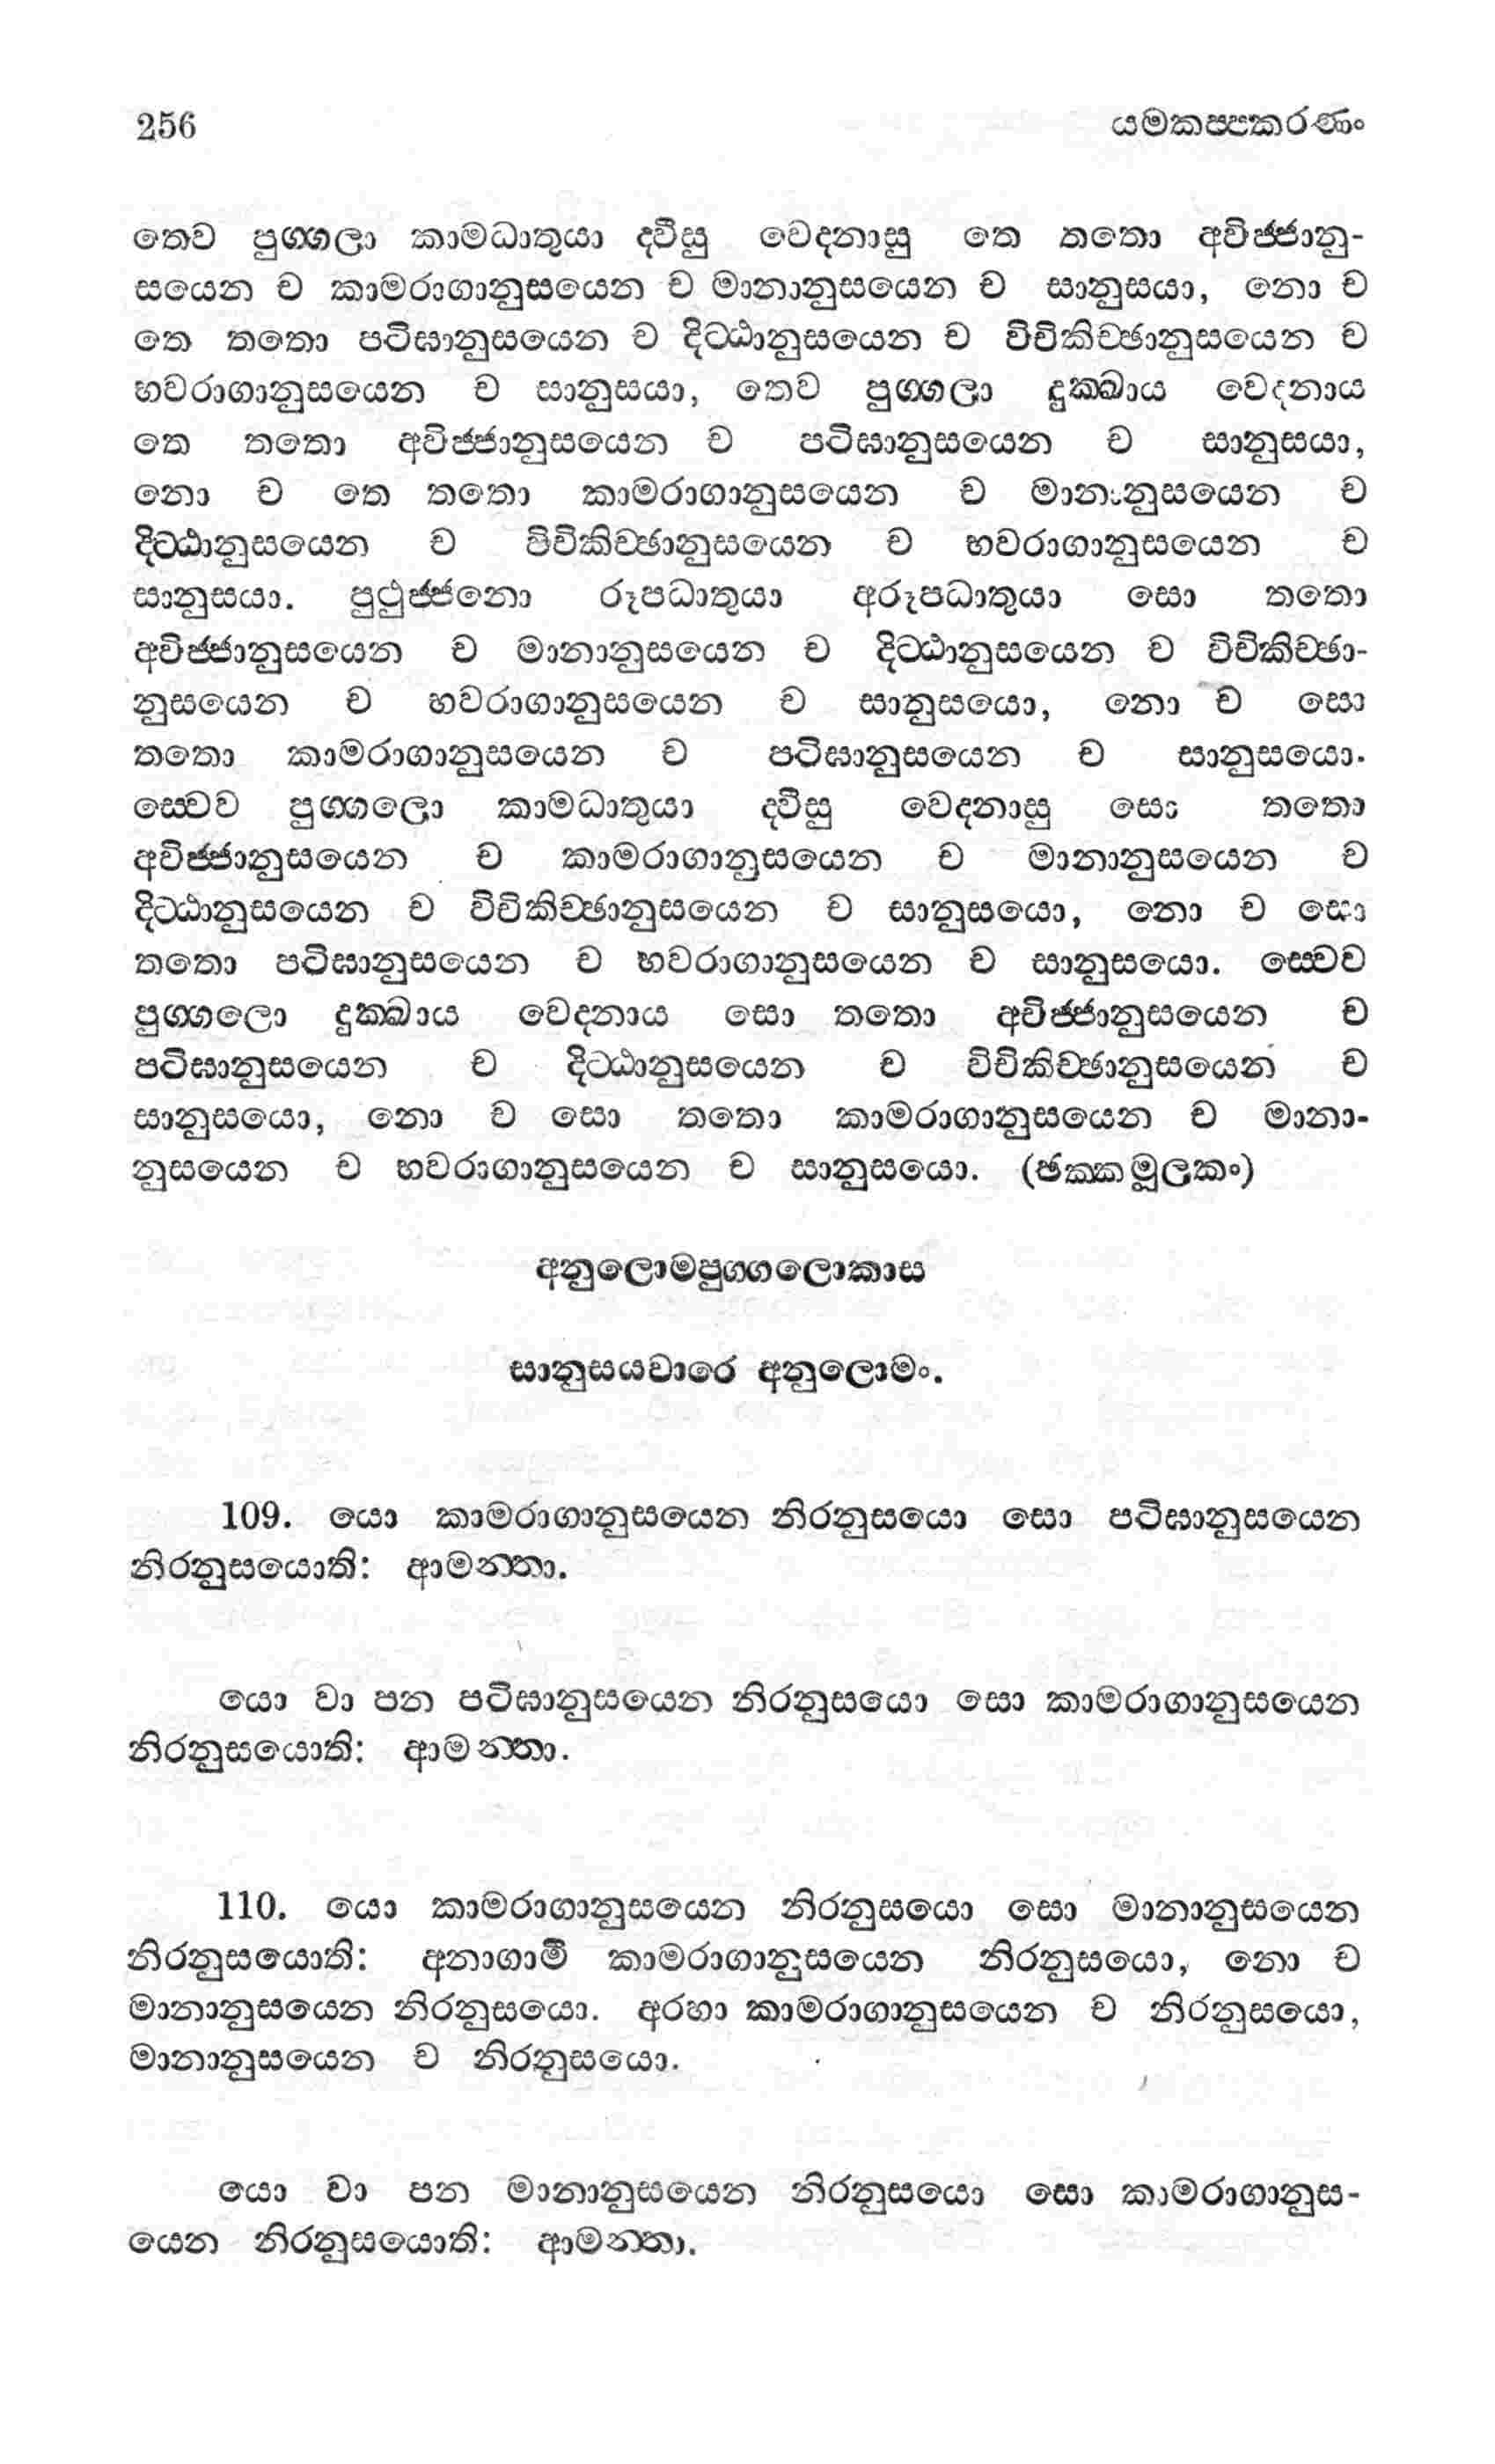 256 යමකප්පකරණං
තෙව පුග්ගලා කාමධාතුයා ද්වීසු වෙදනාසු තෙ තතො අවිජ්ජානු-
සයෙන ච කාමරාගානුසයෙන ච මානානුසයෙන ච සානුසයා, නො ච
තෙ තතො පටිඝානුසයෙන ච දිට්ඨානුසයෙන ච විචිකිච්ඡානුසයෙන ච
භවරාගානුසයෙන ච සානුසයා, තෙව පුග්ගලා දුක්ඛාය වෙදනාය
තෙ තතො අවිජ්ජානුසයෙන ච පටිඝානුසයෙන ච සානුසයා,
නො ච තෙ තතො කාමරාගානුසයෙන ච මානානුසයෙන ච
දිට්ඨානුසයෙන ච විචිකිච්ඡානුසයෙන ච භවරාගානුසයෙන ච
සානුසයා. පුථුජ්ජනො රූපධාතුයා අරූපධාතුයා සො තතො
අවිජ්ජානුසයෙන ච මානානුසයෙන ච දිට්ඨානුසයෙන ච විචිකිච්ඡා-
නුසයෙන ච භවරාගානුසයෙන ච සානුසයො, නො ච සො
තතො කාමරාගානුසයෙන ච පටිඝානුසයෙන ච සානුසයො.
ස්වෙව පුග්ගලො කාමධාතුයා ද්වීසු වෙදනාසු සො තතො
අවිජ්ජානුසයෙන ච කාමරාගානුසයෙන ච මානානුසයෙන ච
දිට්ඨානුසයෙන ච විචිකිච්ඡානුසයෙන ච සානුසයො, නො ච සො
තතො පටිඝානුසයෙන ච භවරාගානුසයෙන ච සානුසයො. ස්වෙව
පුග්ගලො දුක්ඛාය වෙදනාය සො තතො අවිජ්ජානුසයෙන ච
පටිඝානුසයෙන ච දිට්ඨානුසයෙන ච විචිකිච්ඡානුසයෙන ච
සානුසයො, නො ච සො තතො කාමරාගානුසයෙන ච මානා-
නුසයෙන ච භවරාගානුසයෙන ච සානුසයො. (ඡක්කමූලකං)
අනුලොමපුග්ගලොකාස
සානුසයවාරෙ අනුලොමං.
109. යො කාමරාගානුසයෙන නිරනුසයො සො පටිඝානුසයෙන
නිරනුසයොති: ආමන්තා.
යො වා පන පටිඝානුසයෙන නිරනුසයො සො කාමරාගානුසයෙන
නිරනුසයොති: ආමන්තා.
110. යො කාමරාගානුසයෙන නිරනුසයො සො මානානුසයෙන
නිරනුසයොති: අනාගාමී කාමරාගානුසයෙන නිරනුසයො, නො ච
මානානුසයෙන නිරනුසයො. අරහා කාමරාගානුසයෙන ච නිරනුසයො,
මානානුසයෙන ච නිරනුසයො.
යො වා පන මානානුසයෙන නිරනුසයො සො කාමරාගානුස-
යෙන නිරනුසයොති: ආමන්තා.